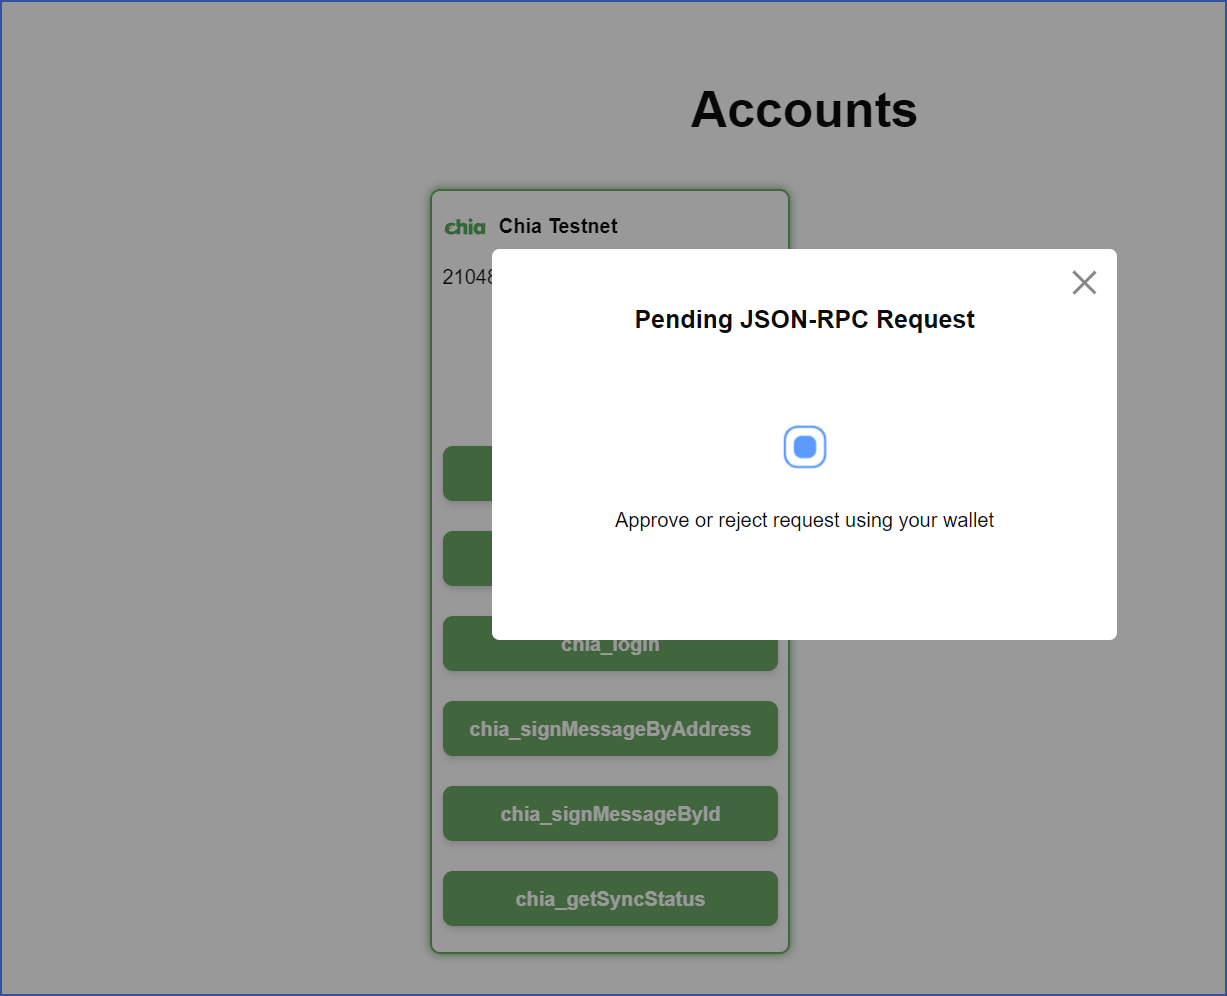 Accounts
chia Chia Testnet
21048
Pending JSON-RPC Request
Approve or reject request using your wallet
chia_login
chia_signMessageByAddress
chia_signMessageById
chia_getSyncStatus